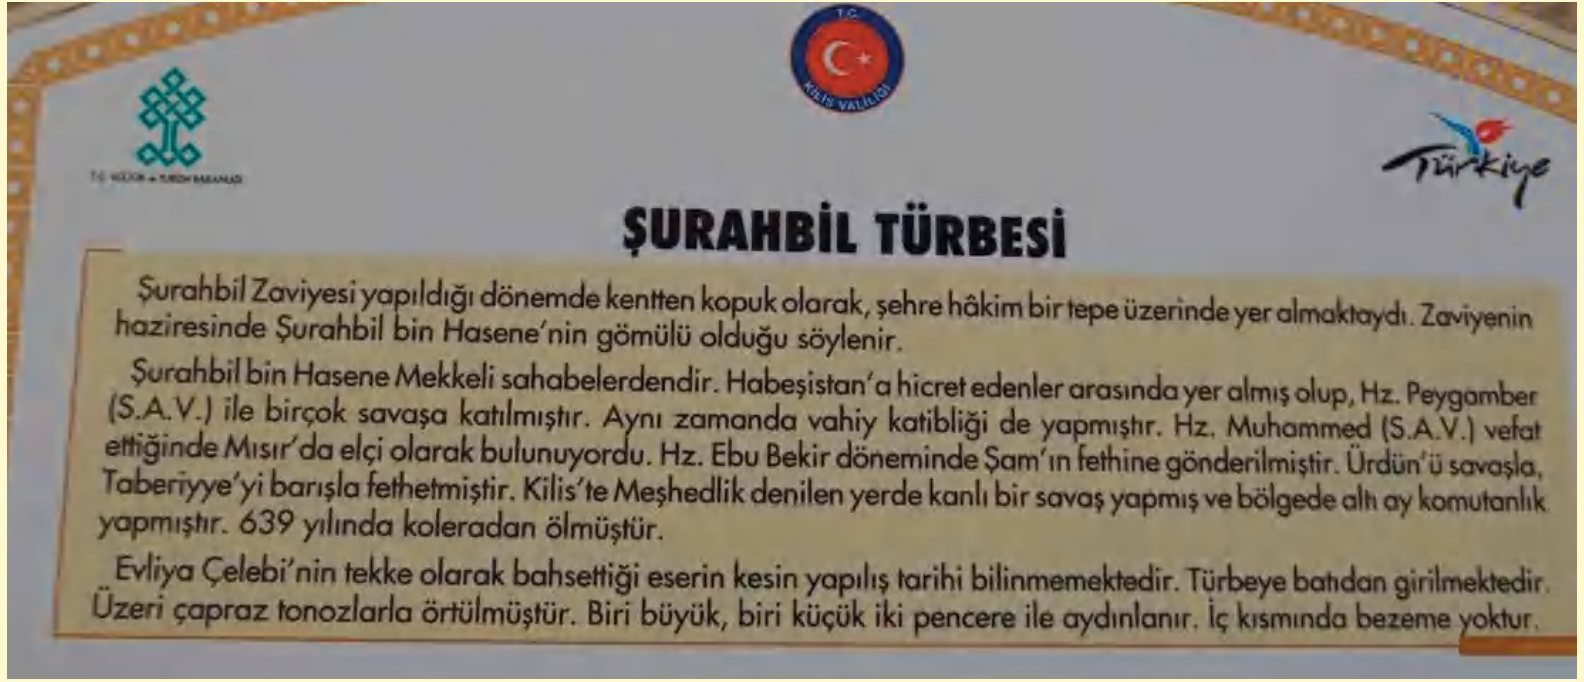 T.C.
KİLİS VALİLİĞİ
T.C. KÜLTÜR ve TURİZM BAKANLIĞI
Türkiye
ŞURAHBİL TÜRBESİ
Şurahbil Zaviyesi yapıldığı dönemde kentten kopuk olarak, şehre hâkim bir tepe üzerinde yer almaktaydı. Zaviyenin
haziresinde Şurahbil bin Hasene'nin gömülü olduğu söylenir.
Şurahbil bin Hasene Mekkeli sahabelerdendir. Habeşistan'a hicret edenler arasında yer almış olup, Hz. Peygamber
(S.A.V.) ile birçok savaşa katılmıştır. Aynı zamanda vahiy katibliği de yapmıştır. Hz. Muhammed (S.A.V.) vefat
ettiğinde Mısır'da elçi olarak bulunuyordu. Hz. Ebu Bekir döneminde Şam'ın fethine gönderilmiştir. Ürdün'ü savaşla,
Taberiyye'yi barışla fethetmiştir. Kilis'te Meşhedlik denilen yerde kanlı bir savaş yapmış ve bölgede altı ay komutanlık
yapmıştır. 639 yılında koleradan ölmüştür.
Evliya Çelebi'nin tekke olarak bahsettiği eserin kesin yapılış tarihi bilinmemektedir. Türbeye batıdan girilmektedir.
Üzeri çapraz tonozlarla örtülmüştür. Biri büyük, biri küçük iki pencere ile aydınlanır. İç kısmında bezeme yoktur.